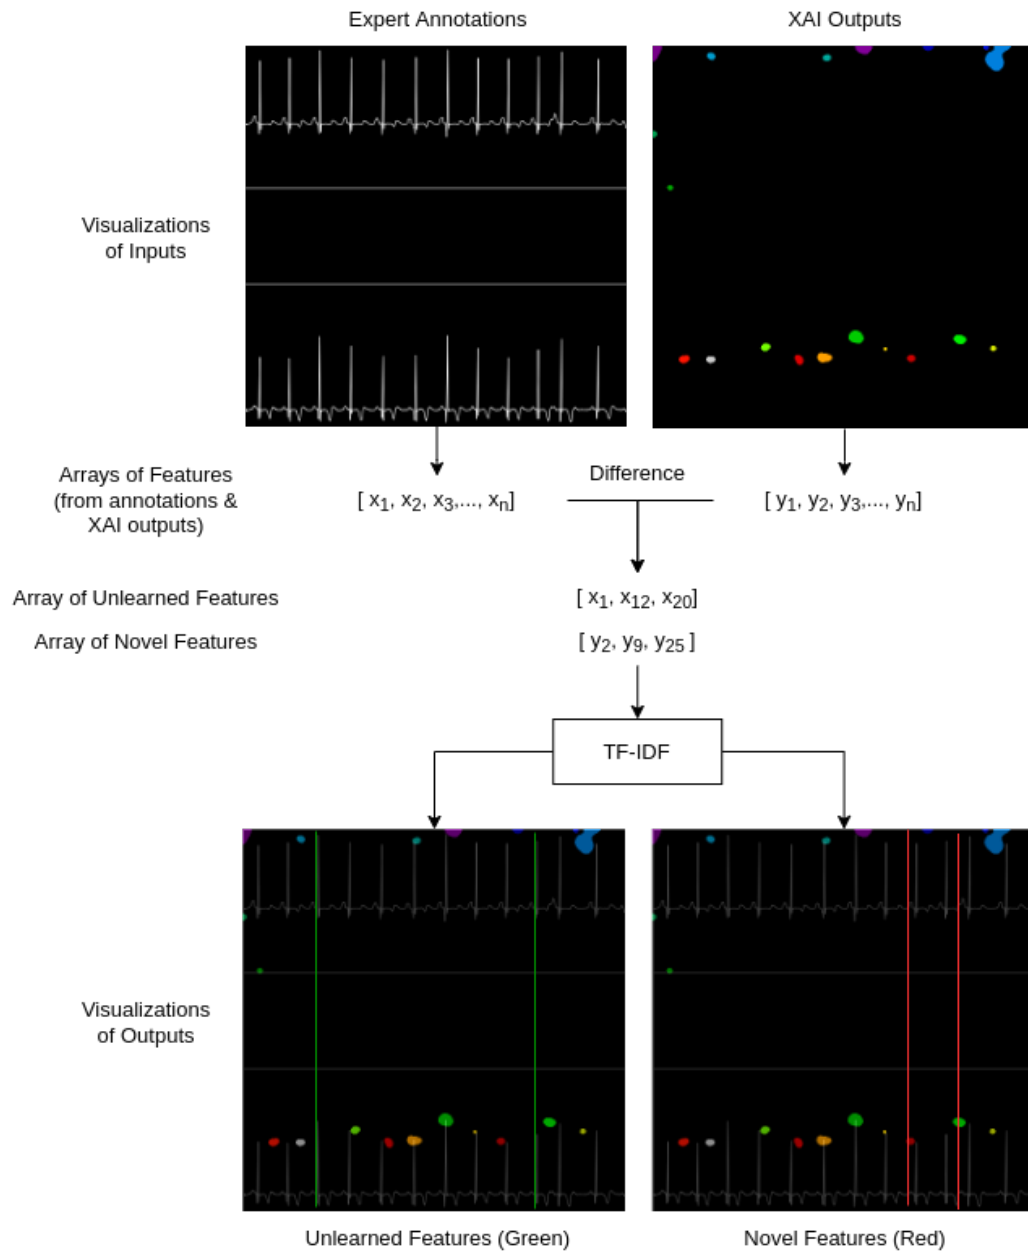 Expert Annotations
XAI Outputs
Visualizations
of Inputs
Arrays of Features
(from annotations &
XAI outputs)
[ x1, x2, x3,..., xn]
Difference
[ y1, y2, y3,..., yn]
Array of Unlearned Features
[ x1, x12, x20]
Array of Novel Features
[ y2, y9, y25 ]
TF-IDF
Visualizations
of Outputs
Unlearned Features (Green)
Novel Features (Red)